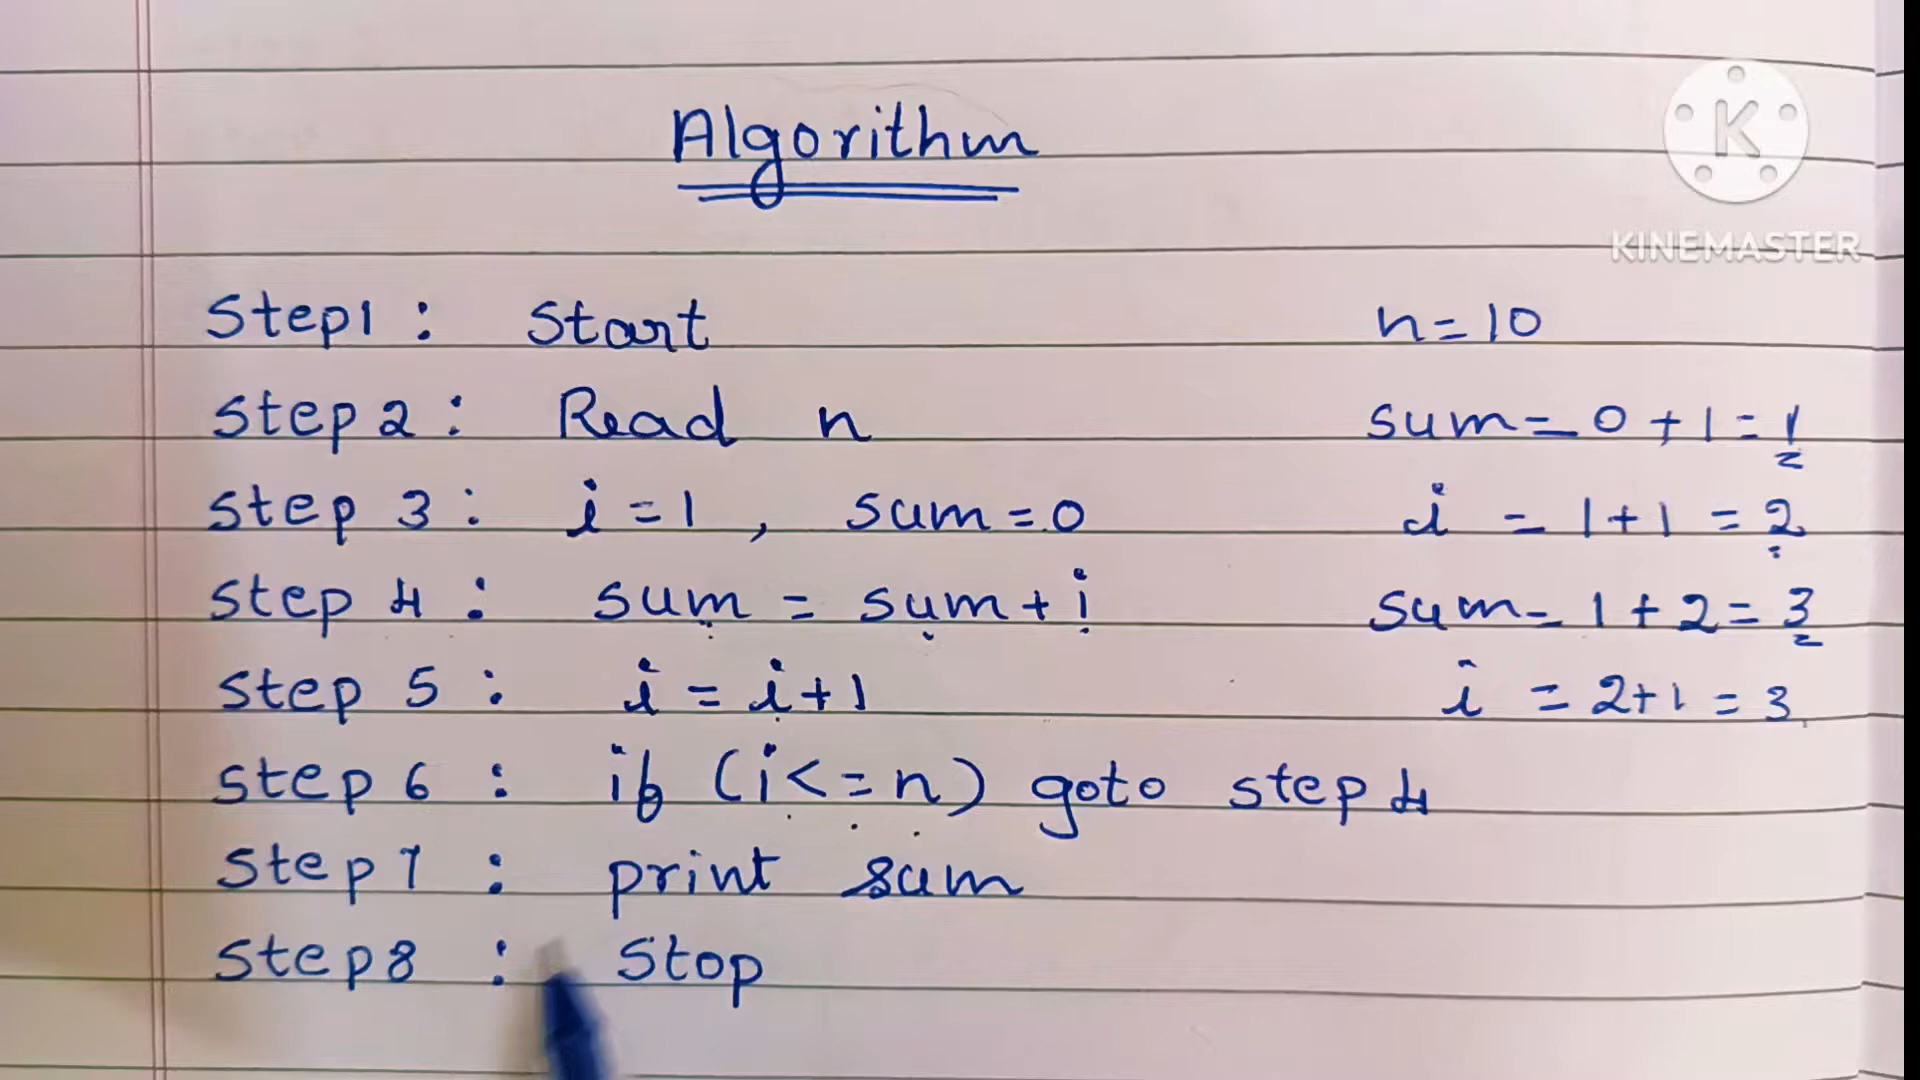 Algorithm
K
KINEMASTER
Step1 : Start
n=10
Step 2 : Read n
sum=0+1=1
Step 3 : i=1 , sum=0
i = 1+1 = 2
Step 4 : sum = sum+i
sum=1+2=3
Step 5 : i = i+1
i = 2+1 = 3
Step 6 : if (i<=n) goto step 4
Step 7 : print sum
Step8 : Stop